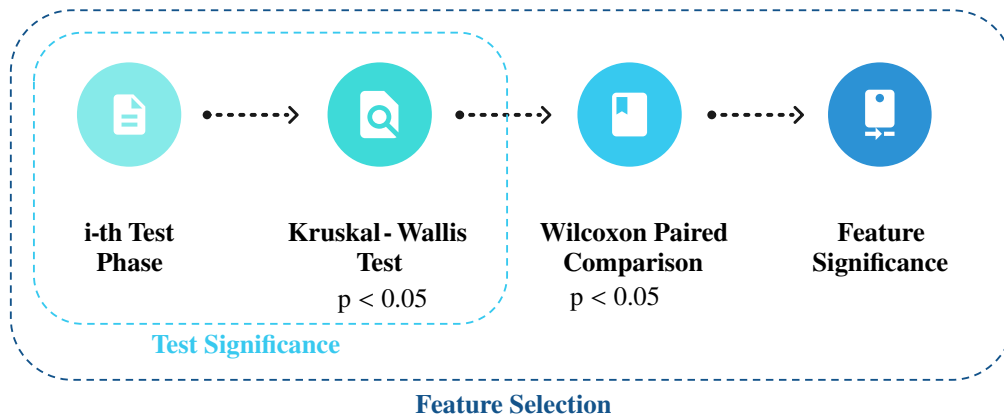 i-th Test
Phase
Kruskal - Wallis
Test
p < 0.05
Wilcoxon Paired
Comparison
p < 0.05
Feature
Significance
Test Significance
Feature Selection